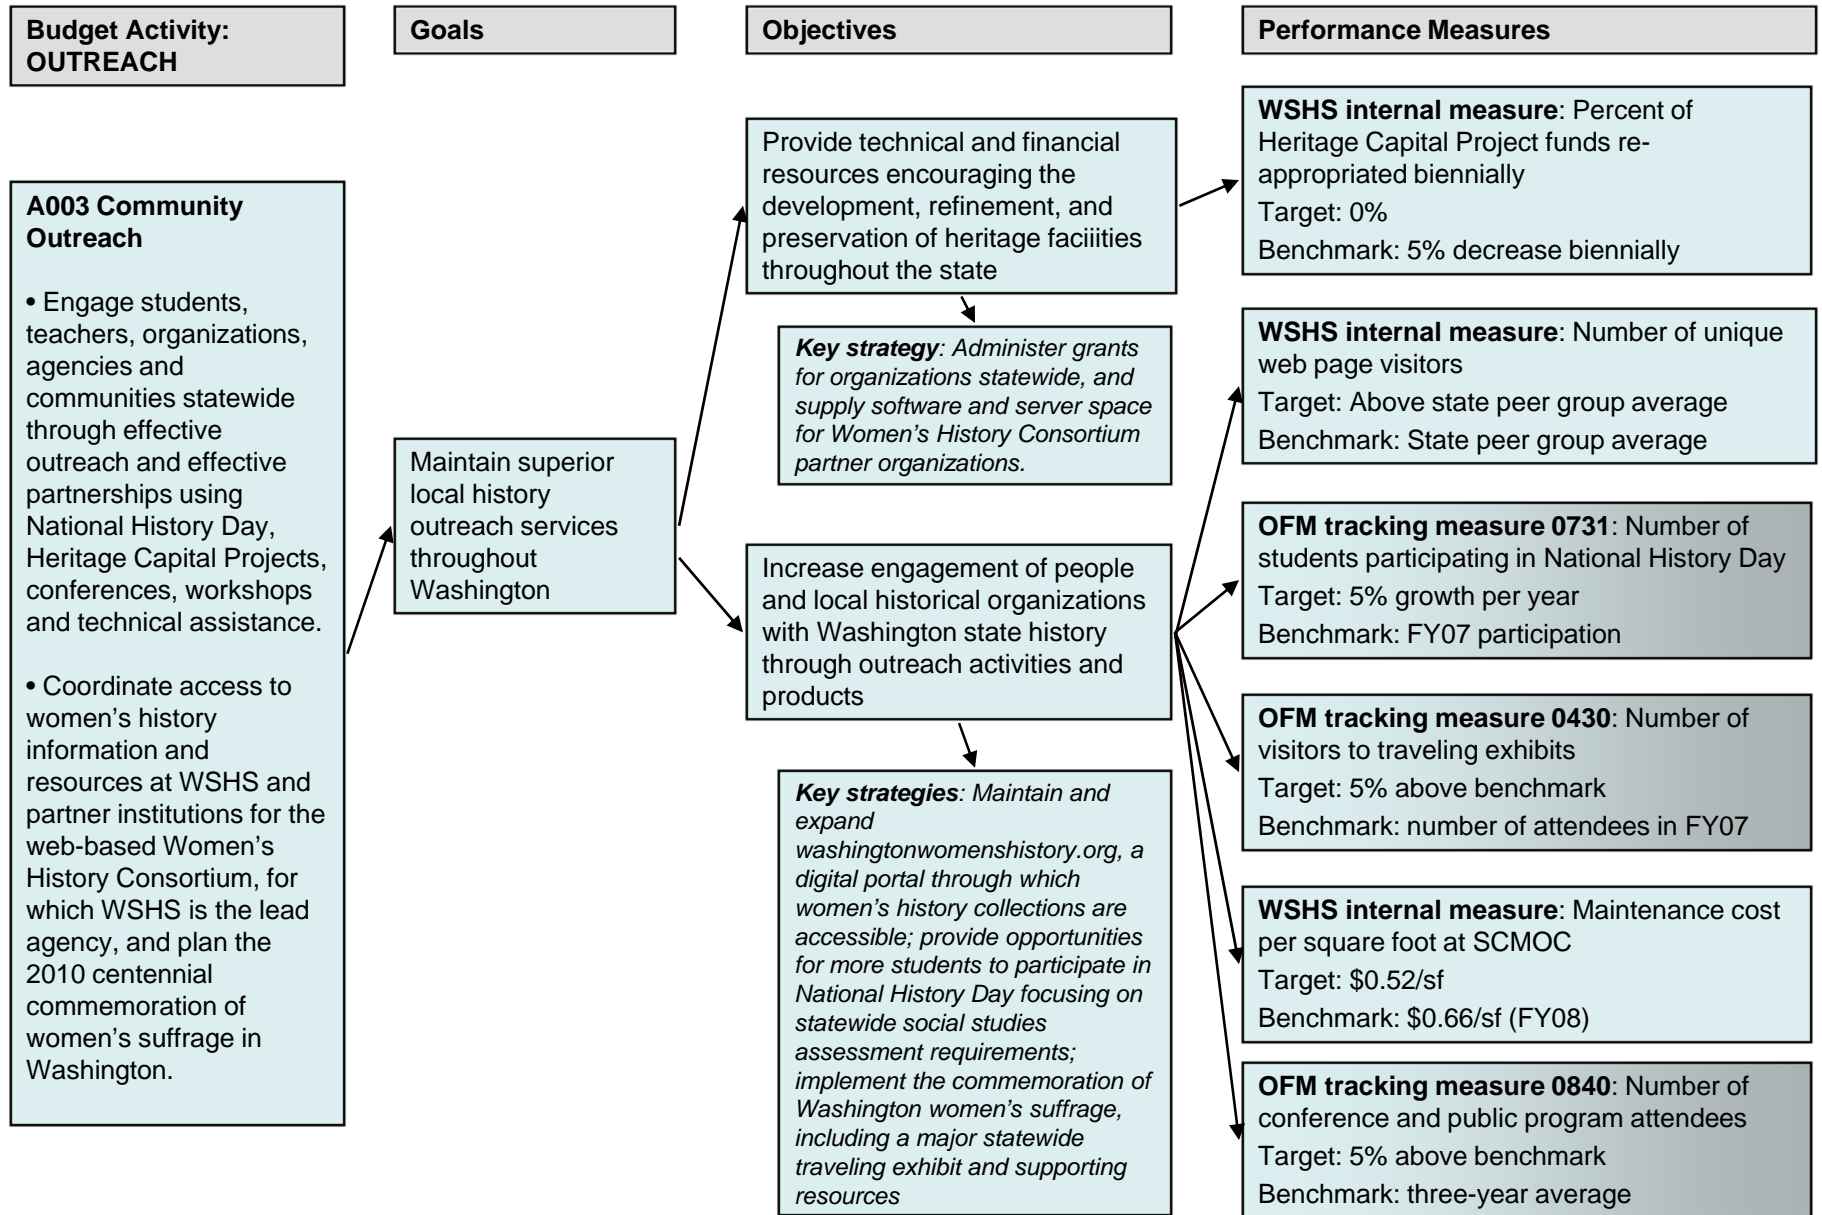 Budget Activity:
OUTREACH
Goals
Objectives
Performance Measures
A003 Community
Outreach
• Engage students,
teachers, organizations,
agencies and
communities statewide
through effective
outreach and effective
partnerships using
National History Day,
Heritage Capital Projects,
conferences, workshops
and technical assistance.
• Coordinate access to
women’s history
information and
resources at WSHS and
partner institutions for the
web-based Women’s
History Consortium, for
which WSHS is the lead
agency, and plan the
2010 centennial
commemoration of
women’s suffrage in
Washington.
Maintain superior
local history
outreach services
throughout
Washington
Provide technical and financial
resources encouraging the
development, refinement, and
preservation of heritage faciiities
throughout the state
Key strategy: Administer grants
for organizations statewide, and
supply software and server space
for Women’s History Consortium
partner organizations.
Increase engagement of people
and local historical organizations
with Washington state history
through outreach activities and
products
Key strategies: Maintain and
expand
washingtonwomenshistory.org, a
digital portal through which
women’s history collections are
accessible; provide opportunities
for more students to participate in
National History Day focusing on
statewide social studies
assessment requirements;
implement the commemoration of
Washington women’s suffrage,
including a major statewide
traveling exhibit and supporting
resources
WSHS internal measure: Percent of
Heritage Capital Project funds re-
appropriated biennially
Target: 0%
Benchmark: 5% decrease biennially
WSHS internal measure: Number of unique
web page visitors
Target: Above state peer group average
Benchmark: State peer group average
OFM tracking measure 0731: Number of
students participating in National History Day
Target: 5% growth per year
Benchmark: FY07 participation
OFM tracking measure 0430: Number of
visitors to traveling exhibits
Target: 5% above benchmark
Benchmark: number of attendees in FY07
WSHS internal measure: Maintenance cost
per square foot at SCMOC
Target: $0.52/sf
Benchmark: $0.66/sf (FY08)
OFM tracking measure 0840: Number of
conference and public program attendees
Target: 5% above benchmark
Benchmark: three-year average